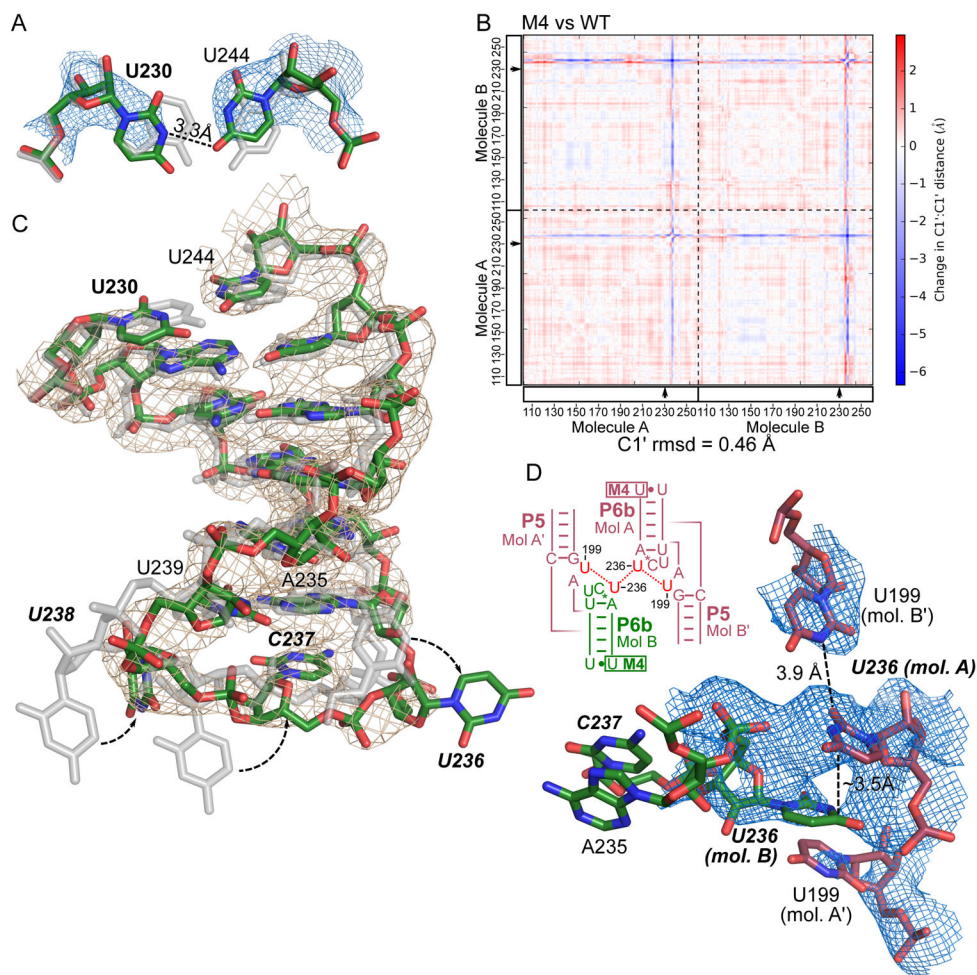 A
U244
U230
3.3Å
B
M4 vs WT
Molecule B
Molecule A
250
230
210
190
170
150
130
110
250
230
210
190
170
150
130
110
110 130 150 170 190 210 230 250 110 130 150 170 190 210 230 250
Molecule A
Molecule B
C1' rmsd = 0.46 Å
2
1
0
−1
−2
−3
−4
−5
−6
Change in C1':C1' distance (Å)
C
U244
U230
U239
A235
U238
C237
U236
D
M4 U•U
P6b
Mol A
P5
Mol A'
199
C G U
A U
236-U * C U
A
U-236
U
199
G C
A
U C *
U A
P5
Mol B'
P6b
Mol B
U•U M4
U199
(mol. B')
3.9 Å
U236 (mol. A)
C237
~3.5Å
A235
U236
(mol. B)
U199
(mol. A')